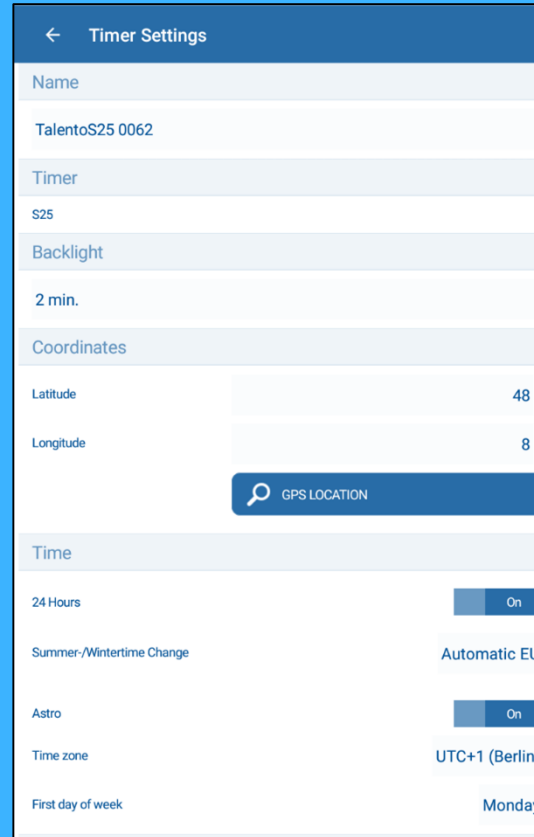 Timer Settings
Name
TalentoS25 0062
Timer
S25
Backlight
2 min.
Coordinates
Latitude 48
Longitude 8
GPS LOCATION
Time
24 Hours On
Summer-/Wintertime Change Automatic EU
Astro On
Time zone UTC+1 (Berlin
First day of week Monday